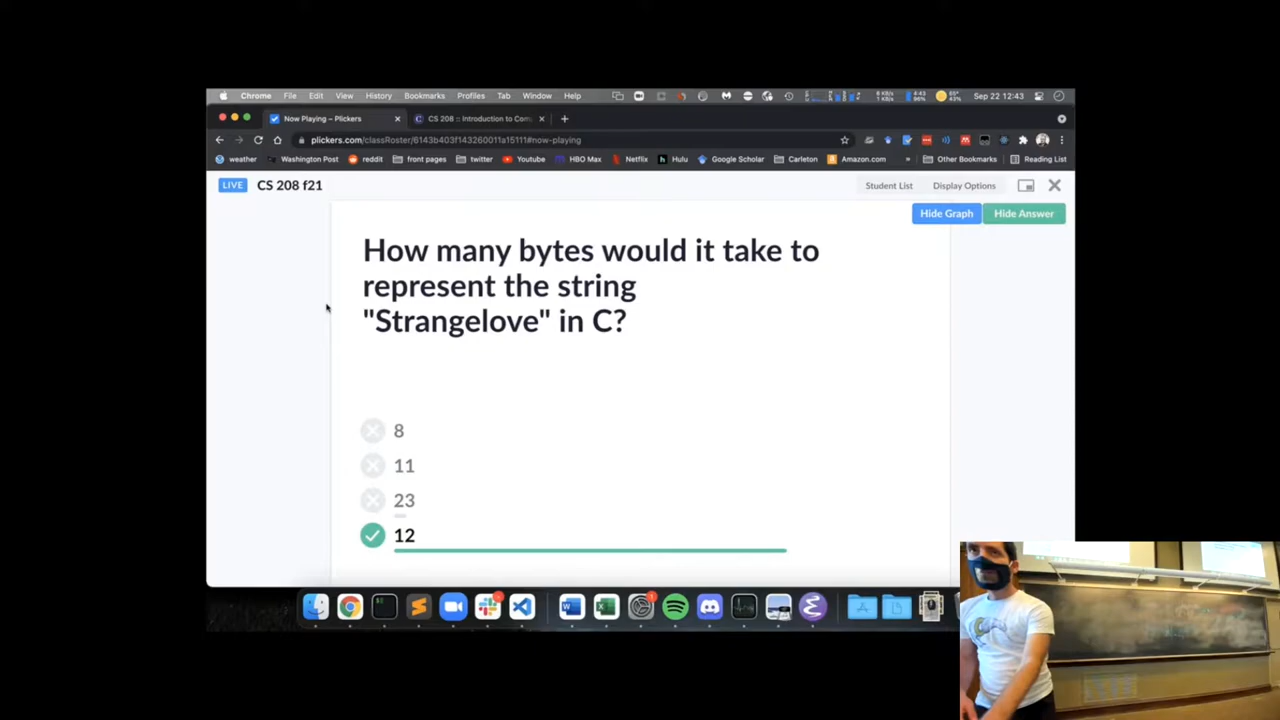 Chrome File Edit View History Bookmarks Profiles Tab Window Help
Sep 22 12:43
Now Playing – Plickers
CS 208 :: Introduction to Com
plickers.com/classRoster/6143b403f143260011a15111#now-playing
weather Washington Post reddit front pages twitter Youtube HBO Max Netflix Hulu Google Scholar Carleton Amazon.com » Other Bookmarks Reading List
LIVE CS 208 f21 Student List Display Options
Hide Graph Hide Answer
How many bytes would it take to
represent the string
"Strangelove" in C?
8
11
23
12